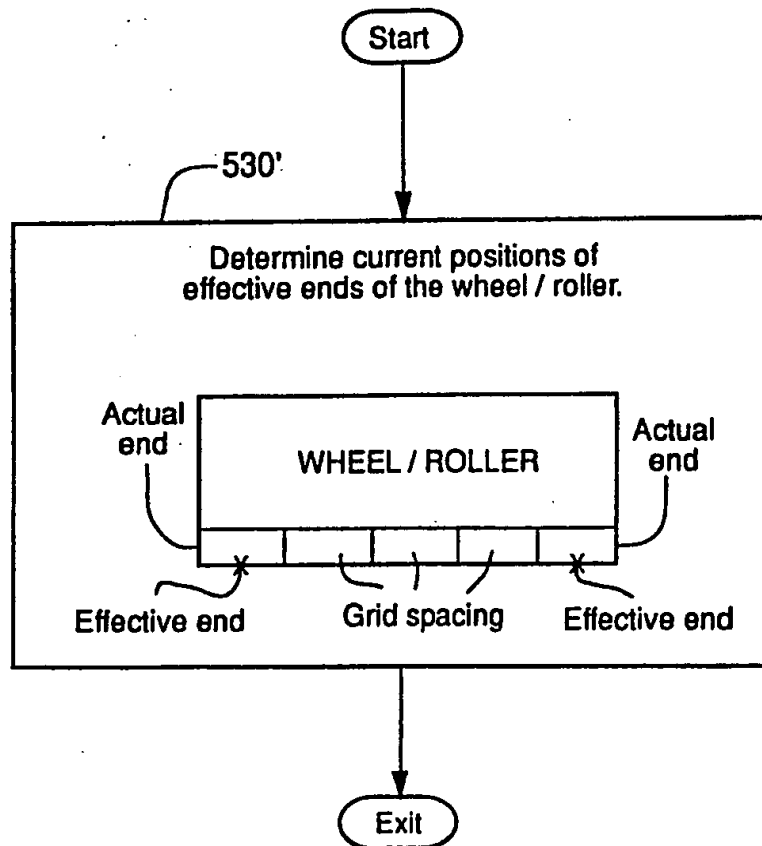 Start
530'
Determine current positions of
effective ends of the wheel / roller.
Actual
end
WHEEL / ROLLER
Actual
end
Effective end
Grid spacing
Effective end
Exit